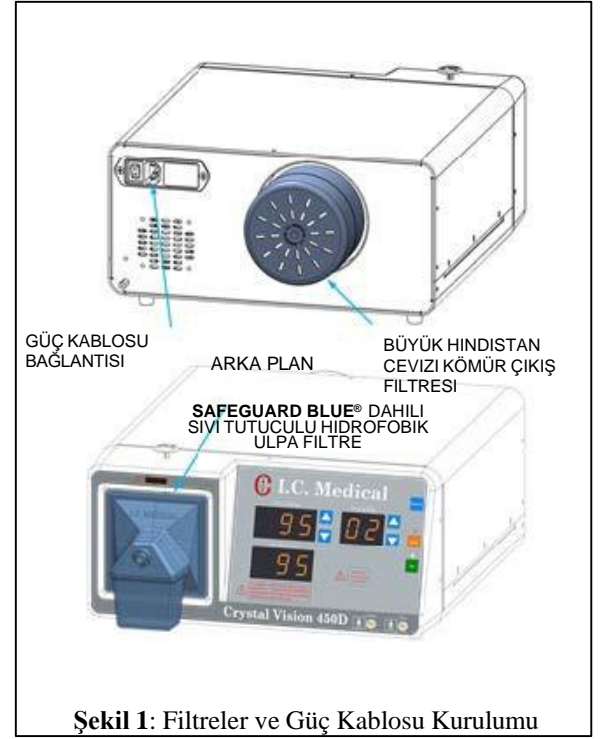 GÜÇ KABLOSU
BAĞLANTISI
ARKA PLAN
BÜYÜK HINDISTAN
CEVIZI KÖMÜR ÇIKIŞ
FILTRESI
SAFEGUARD BLUE® DAHILI
SIVI TUTUCULU HIDROFOBIK
ULPA FILTRE
I.C. Medical
95 02
95
Crystal Vision 450D
Şekil 1: Filtreler ve Güç Kablosu Kurulumu